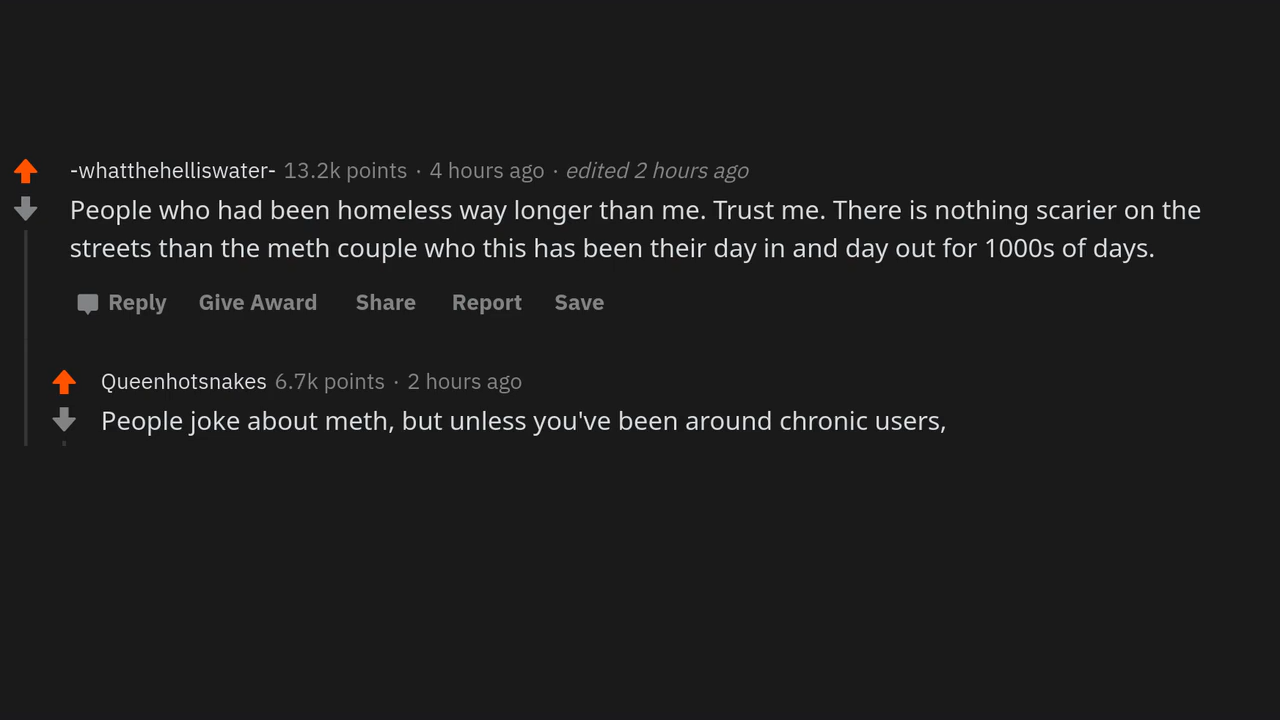 -whatthehelliswater- 13.2k points · 4 hours ago · edited 2 hours ago
People who had been homeless way longer than me. Trust me. There is nothing scarier on the
streets than the meth couple who this has been their day in and day out for 1000s of days.
Reply Give Award Share Report Save
Queenhotsnakes 6.7k points · 2 hours ago
People joke about meth, but unless you've been around chronic users,